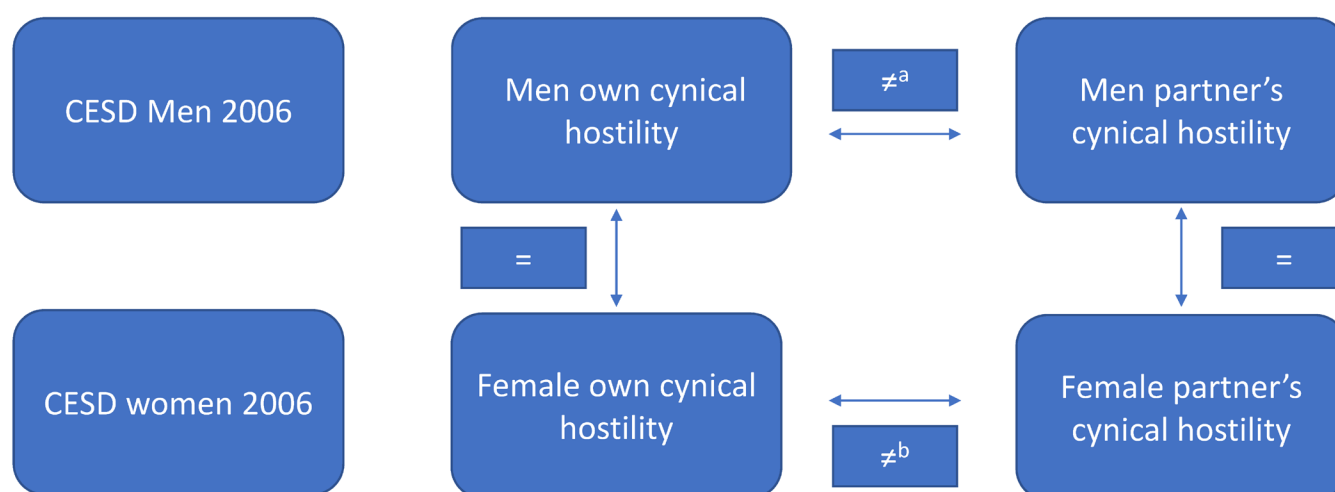 CESD Men 2006
Men own cynical
hostility
≠ᵃ
Men partner’s
cynical hostility
=
=
CESD women 2006
Female own cynical
hostility
≠ᵇ
Female partner’s
cynical hostility